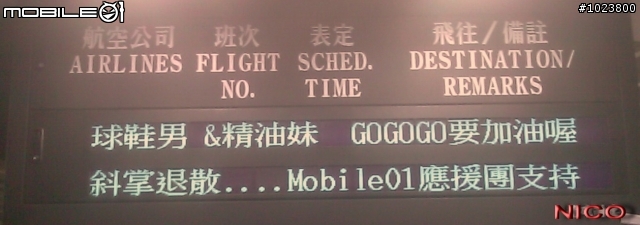 MOBILE01
#1023800
航空公司 班次 表定 飛往/備註
AIRLINES FLIGHT SCHED. DESTINATION/
NO. TIME REMARKS
球鞋男 &精油妹 GOGOGO要加油喔
斜掌退散....Mobile01應援團支持
NICO